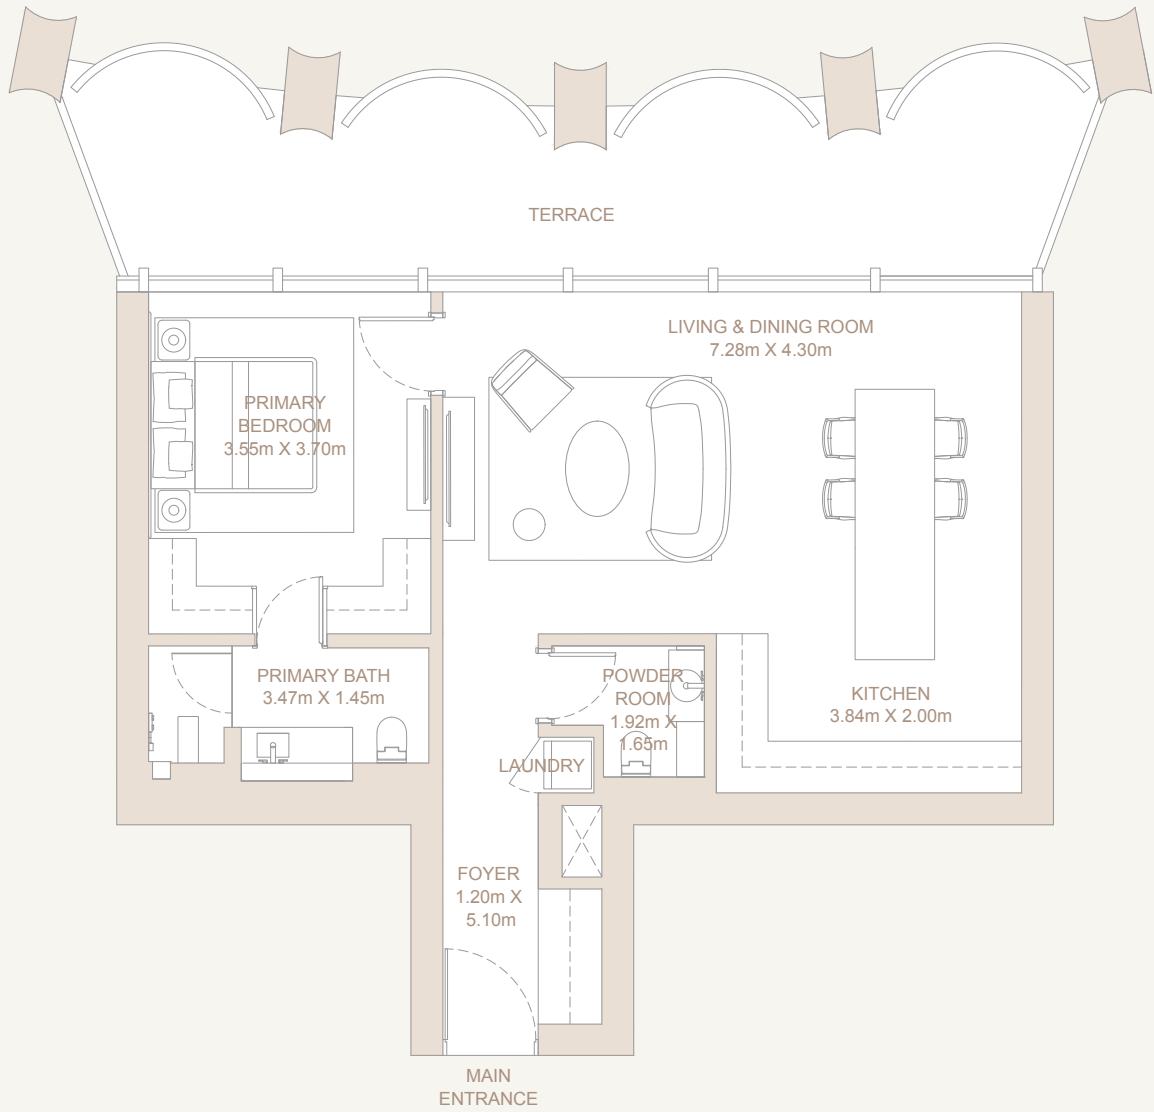 TERRACE
LIVING & DINING ROOM
7.28m X 4.30m
PRIMARY
BEDROOM
3.55m X 3.70m
PRIMARY BATH
3.47m X 1.45m
POWDER
ROOM
1.92m X
1.65m
KITCHEN
3.84m X 2.00m
LAUNDRY
FOYER
1.20m X
5.10m
MAIN
ENTRANCE